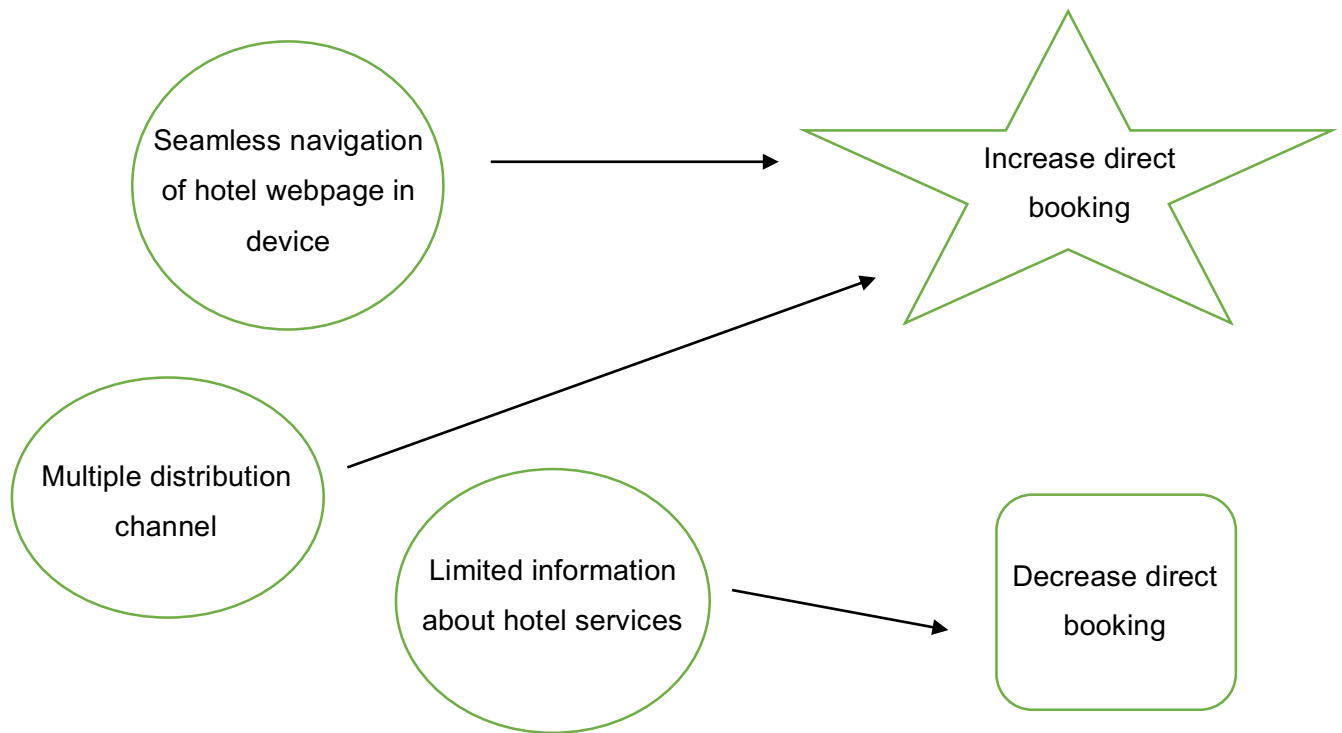 Seamless navigation
of hotel webpage in
device
Increase direct
booking
Multiple distribution
channel
Limited information
about hotel services
Decrease direct
booking